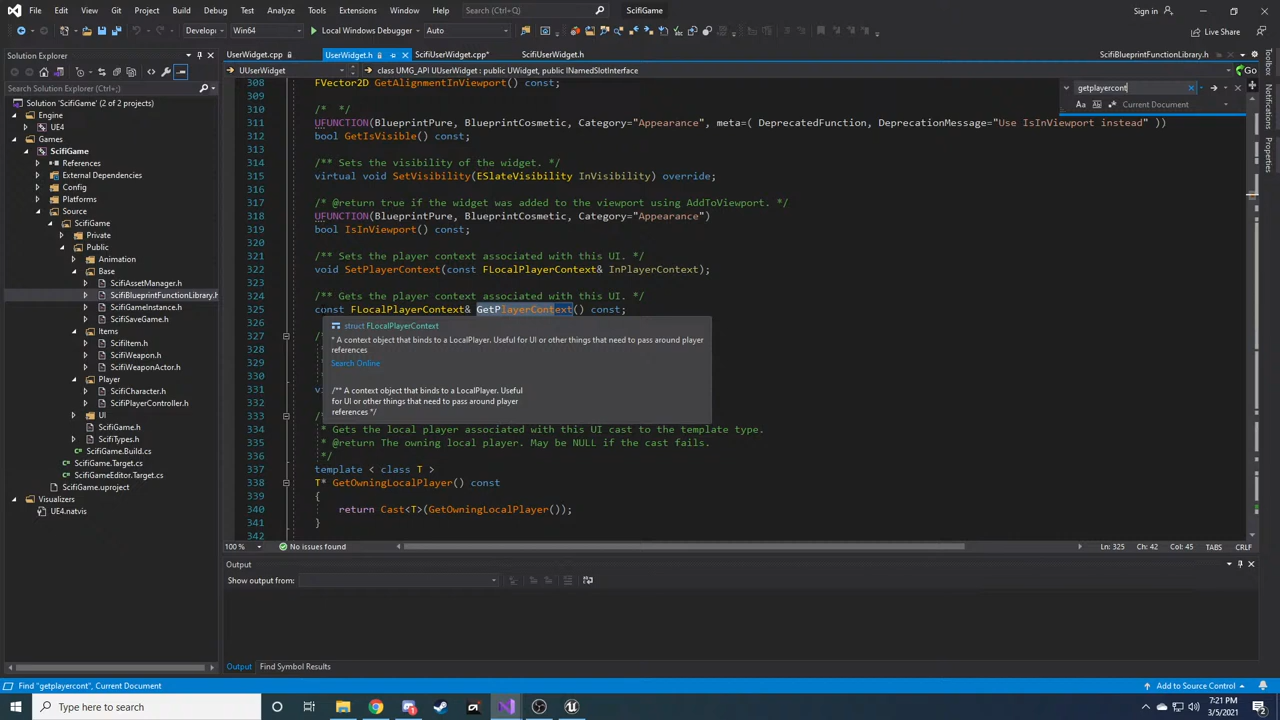 File Edit View Git Project Build Debug Test Analyze Tools Extensions Window Help Search (Ctrl+Q) ScifiGame Sign in
Develop Win64 Local Windows Debugger Auto Live Share
Solution Explorer
Search Solution Explorer (Ctrl+;)
Solution 'ScifiGame' (2 of 2 projects)
Engine
UE4
Games
ScifiGame
References
External Dependencies
Config
Platforms
Source
ScifiGame
Private
Public
Animation
Base
ScifiAssetManager.h
ScifiBlueprintFunctionLibrary.h
ScifiGameInstance.h
ScifiSaveGame.h
Items
ScifiItem.h
ScifiWeapon.h
ScifiWeaponActor.h
Player
ScifiCharacter.h
ScifiPlayerController.h
UI
ScifiGame.h
ScifiTypes.h
ScifiGame.Build.cs
ScifiGame.Target.cs
ScifiGameEditor.Target.cs
ScifiGame.uproject
Visualizers
UE4.natvis
UserWidget.cpp UserWidget.h ScifiUserWidget.cpp* ScifiUserWidget.h ScifiBlueprintFunctionLibrary.h
UUserWidget class UMG_API UUserWidget : public UWidget, public INamedSlotInterface Go
getplayercont
Aa Current Document
308 FVector2D GetAlignmentInViewport() const;
309
310 /* */
311 UFUNCTION(BlueprintPure, BlueprintCosmetic, Category="Appearance", meta=( DeprecatedFunction, DeprecationMessage="Use IsInViewport instead" ))
312 bool GetIsVisible() const;
313
314 /** Sets the visibility of the widget. */
315 virtual void SetVisibility(ESlateVisibility InVisibility) override;
316
317 /* @return true if the widget was added to the viewport using AddToViewport. */
318 UFUNCTION(BlueprintPure, BlueprintCosmetic, Category="Appearance")
319 bool IsInViewport() const;
320
321 /** Sets the player context associated with this UI. */
322 void SetPlayerContext(const FLocalPlayerContext& InPlayerContext);
323
324 /** Gets the player context associated with this UI. */
325 const FLocalPlayerContext& GetPlayerContext() const;
326
struct FLocalPlayerContext
327 /
328 * A context object that binds to a LocalPlayer. Useful for UI or other things that need to pass around player
references
329
Search Online
330
331 v
/** A context object that binds to a LocalPlayer. Useful
332
for UI or other things that need to pass around player
333 /
references */
334 * Gets the local player associated with this UI cast to the template type.
335 * @return The owning local player. May be NULL if the cast fails.
336 */
337 template < class T >
338 T* GetOwningLocalPlayer() const
339 {
340 return Cast<T>(GetOwningLocalPlayer());
341 }
342
100 % No issues found Ln: 325 Ch: 42 Col: 45 TABS CRLF
Output
Show output from:
Output Find Symbol Results
Toolbox
Notifications
Properties
Find "getplayercont", Current Document Add to Source Control
Type here to search
7:21 PM
3/5/2021